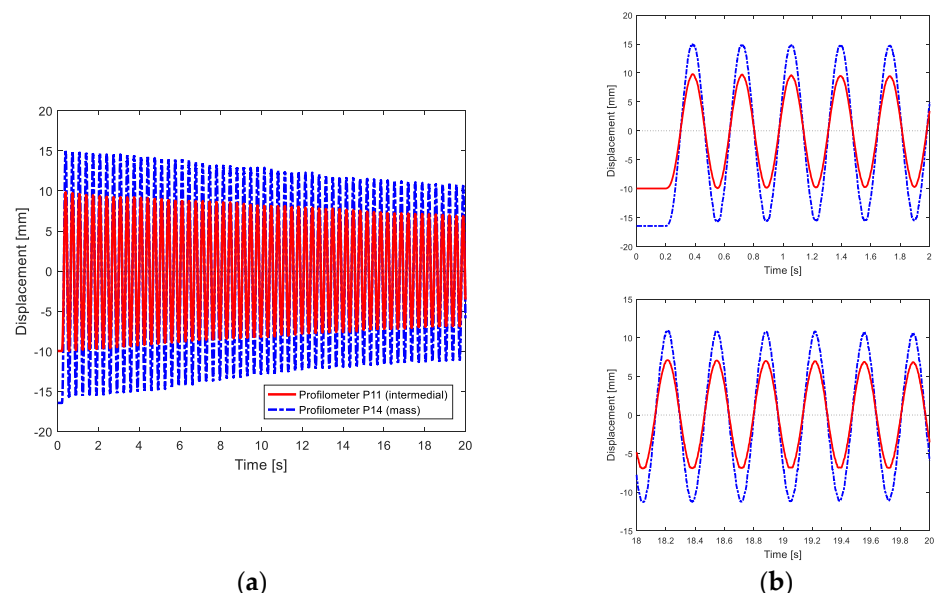 20
15
10
5
0
-5
-10
-15
-20
Displacement [mm]
0 2 4 6 8 10 12 14 16 18 20
Time [s]
Profilometer P11 (intermedial)
Profilometer P14 (mass)
(a)
20
15
10
5
0
-5
-10
-15
-20
Displacement [mm]
0 0.2 0.4 0.6 0.8 1 1.2 1.4 1.6 1.8 2
Time [s]
15
10
5
0
-5
-10
-15
Displacement [mm]
18 18.2 18.4 18.6 18.8 19 19.2 19.4 19.6 19.8 20
Time [s]
(b)